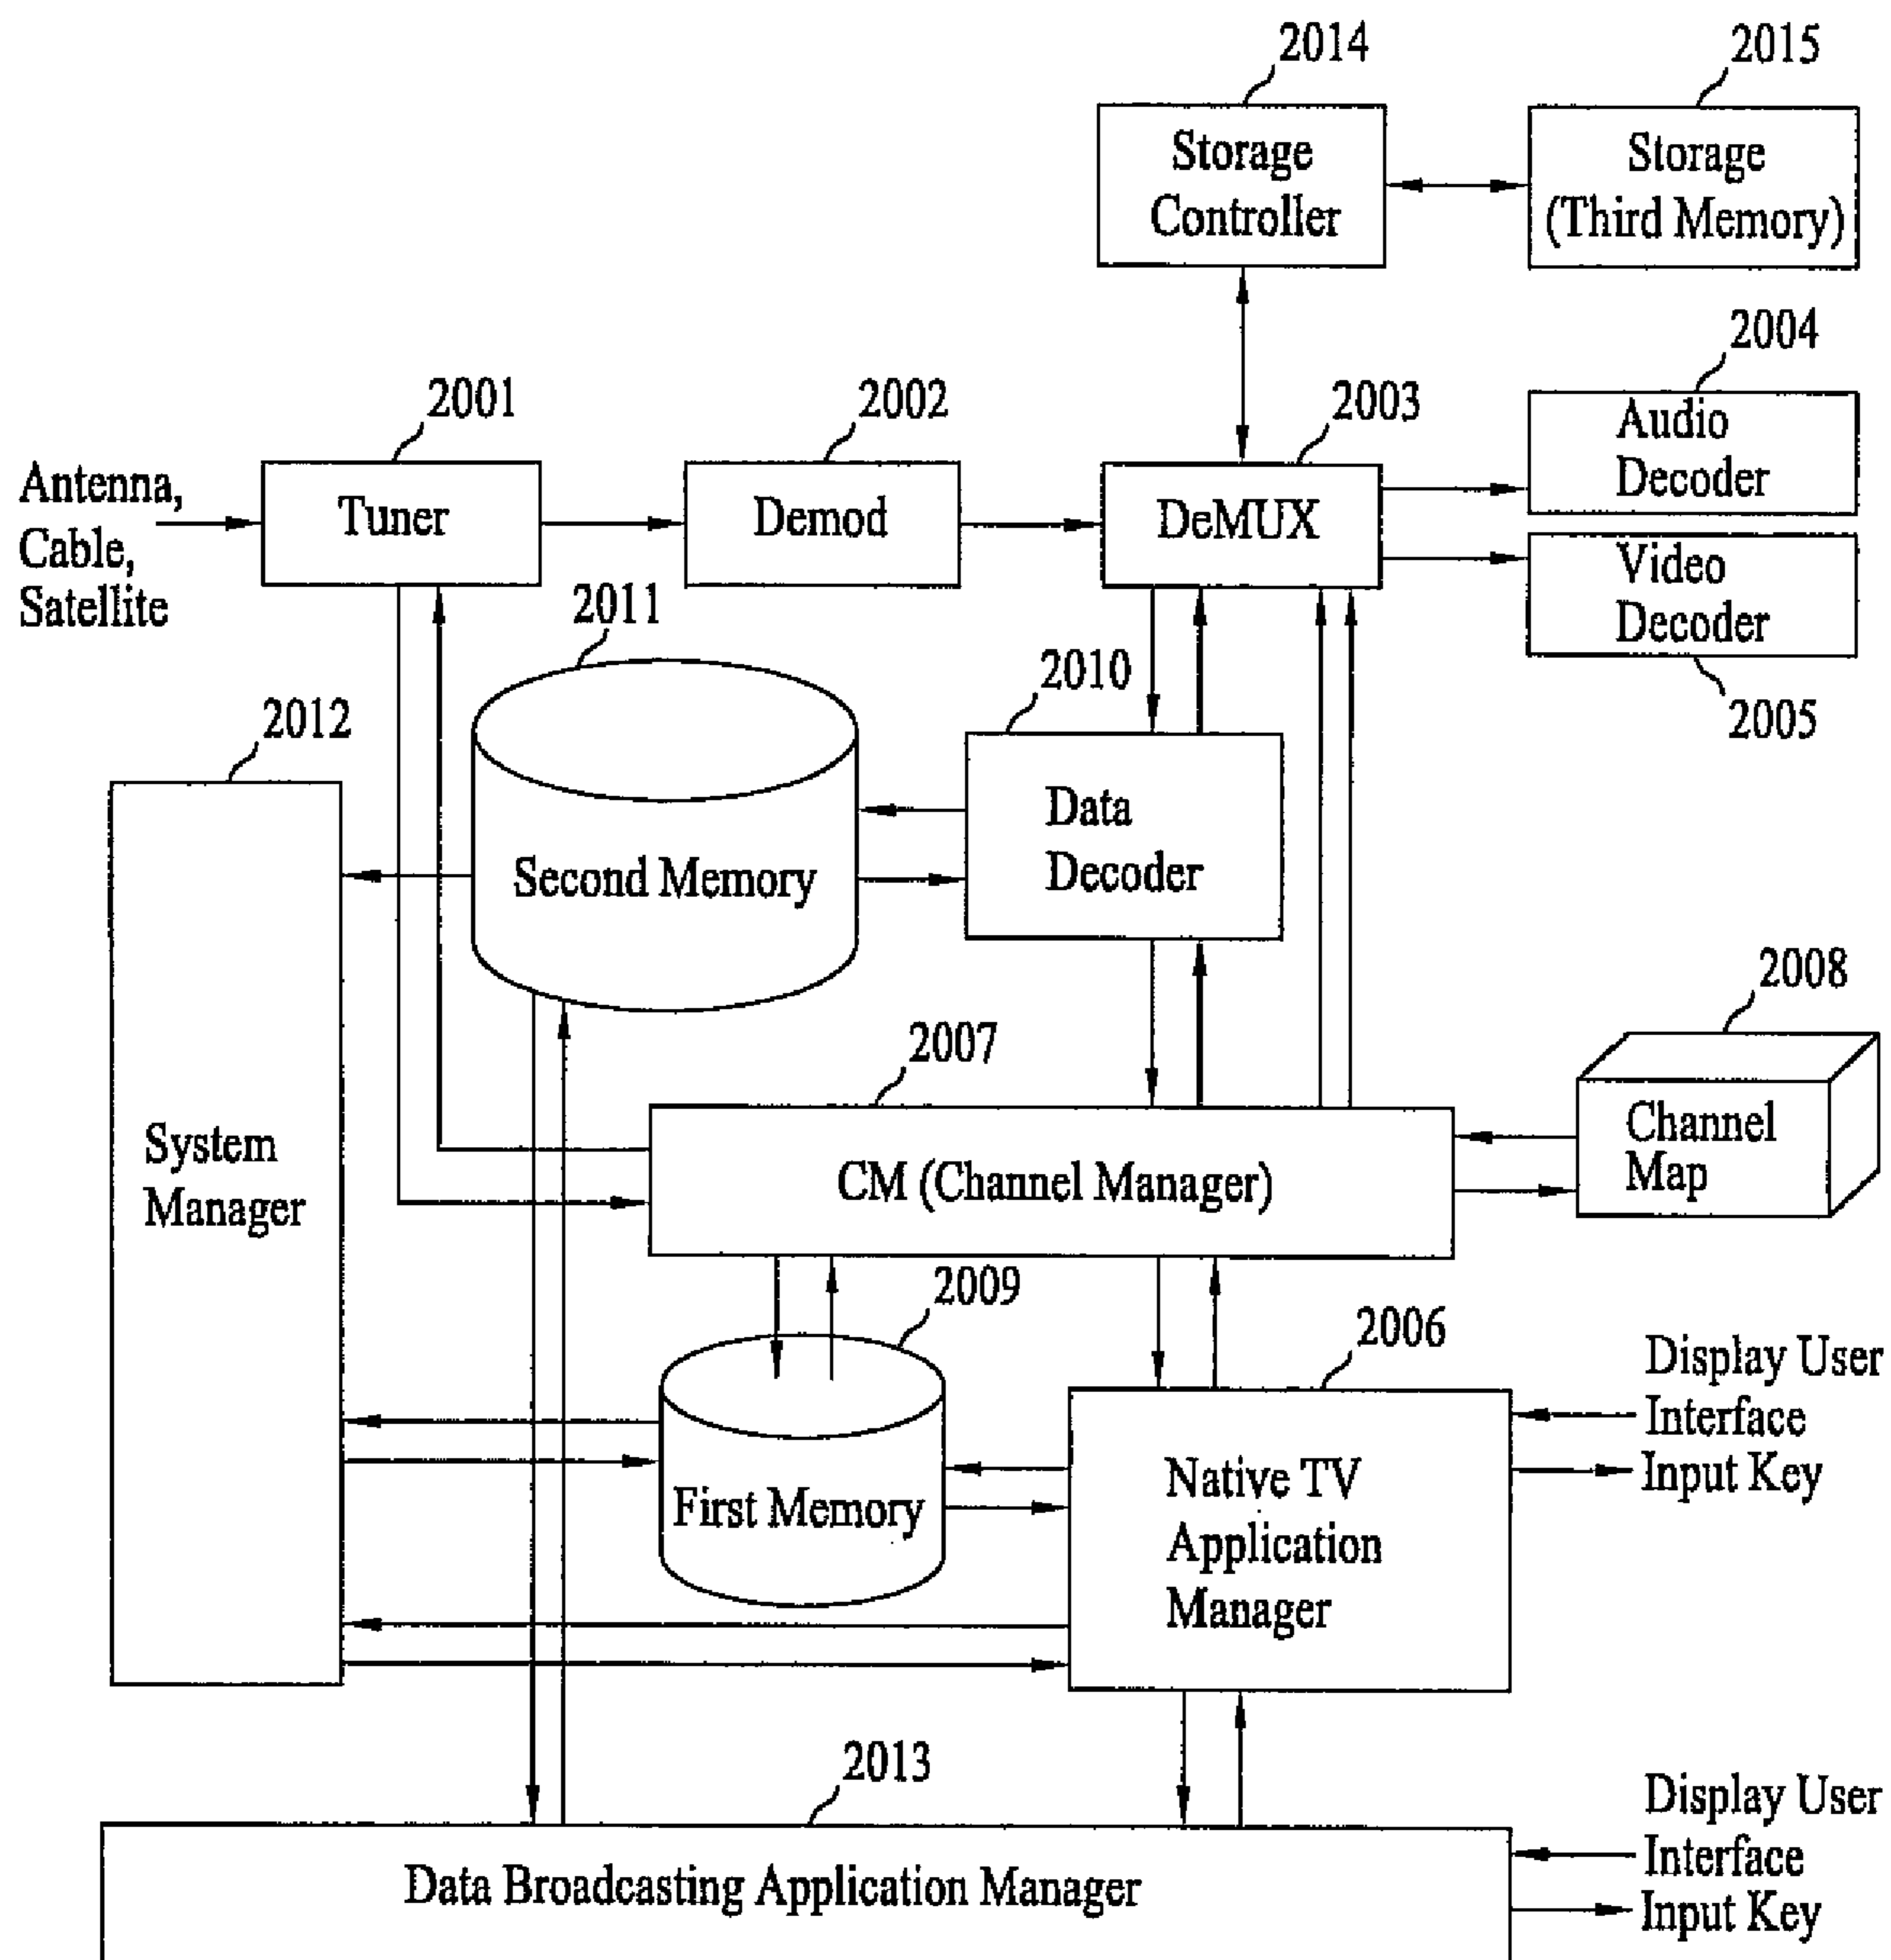 2014
2015
Storage
Controller
Storage
(Third Memory)
2004
2001
2002
2003
Audio
Decoder
Antenna,
Cable,
Satellite
Tuner
Demod
DeMUX
Video
Decoder
2005
2011
2010
2012
Second Memory
Data
Decoder
2008
2007
System
Manager
CM (Channel Manager)
Channel
Map
2009
2006
Display User
Interface
Input Key
First Memory
Native TV
Application
Manager
2013
Display User
Interface
Input Key
Data Broadcasting Application Manager